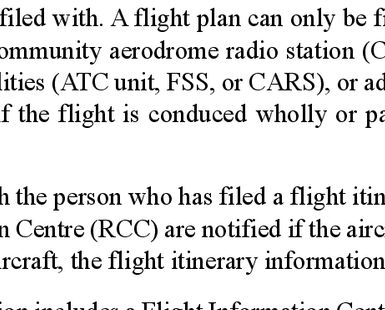 filed with. A flight plan can only be fi
ommunity aerodrome radio station (C
lities (ATC unit, FSS, or CARS), or ad
f the flight is conduced wholly or pa
h the person who has filed a flight itin
n Centre (RCC) are notified if the airc
ircraft, the flight itinerary information
ion includes a Flight Information Cent